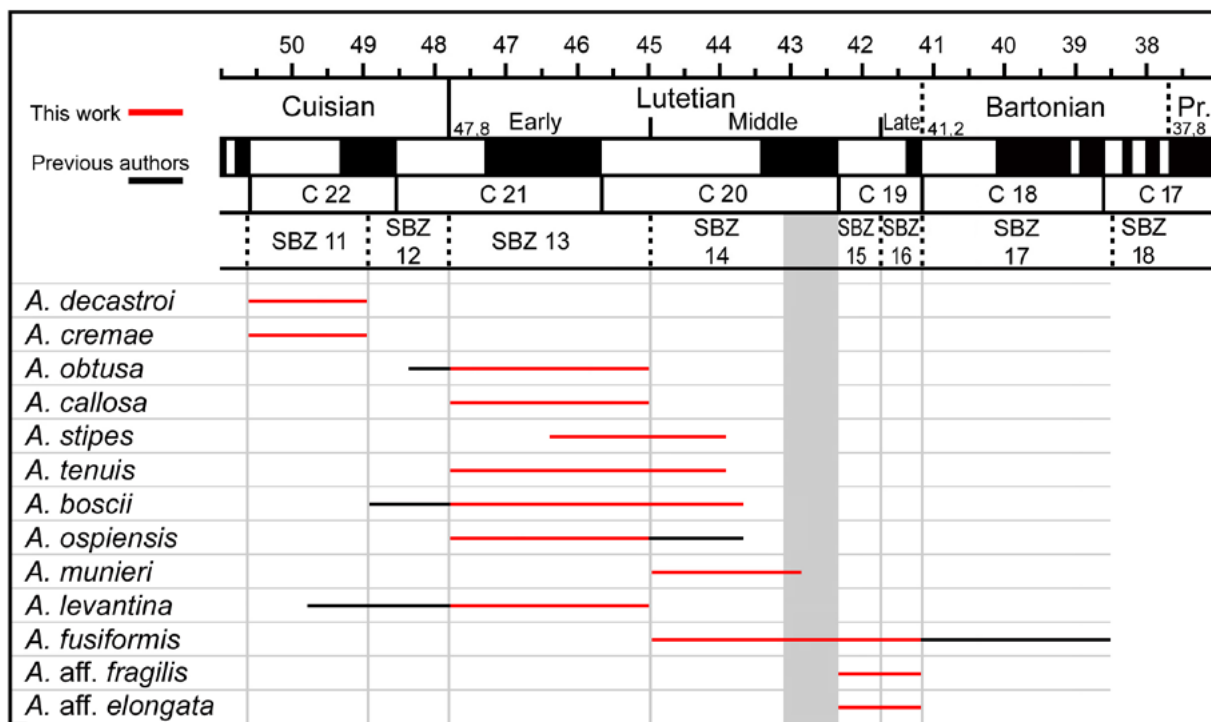 50 49 48 47 46 45 44 43 42 41 40 39 38
This work
Cuisian Lutetian Bartonian Pr.
47,8 Early Middle Late 41,2 37,8
Previous authors
C 22 C 21 C 20 C 19 C 18 C 17
SBZ 11 SBZ 12 SBZ 13 SBZ 14 SBZ 15 SBZ 16 SBZ 17 SBZ 18
A. decastroi
A. cremae
A. obtusa
A. callosa
A. stipes
A. tenuis
A. boscii
A. ospiensis
A. munieri
A. levantina
A. fusiformis
A. aff. fragilis
A. aff. elongata